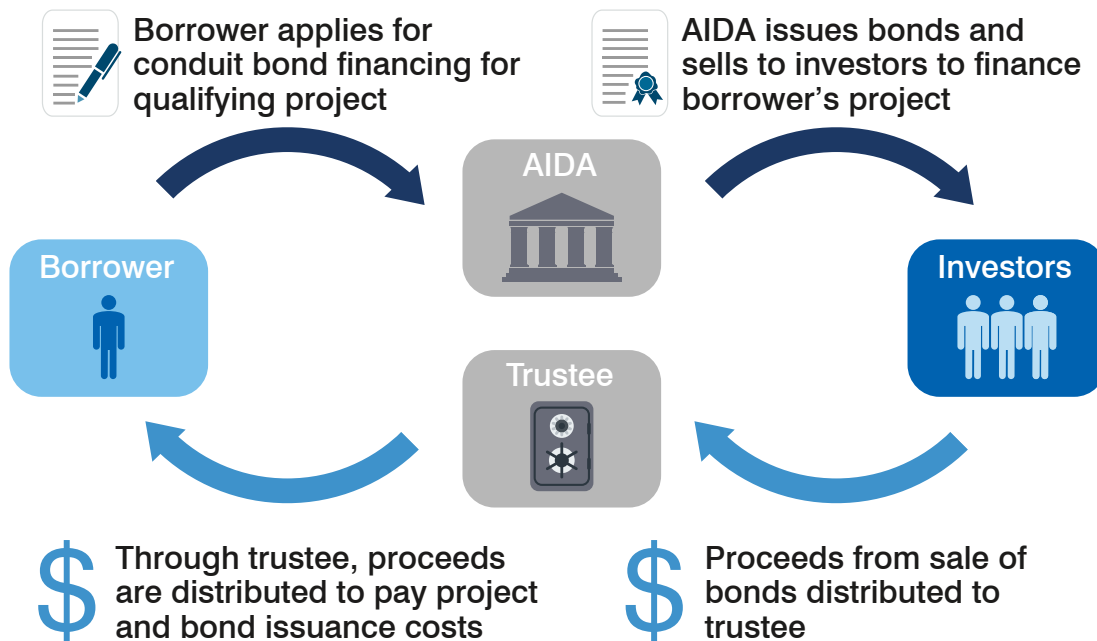 Borrower applies for
conduit bond financing for
qualifying project
AIDA issues bonds and
sells to investors to finance
borrower's project
AIDA
Borrower
Investors
Trustee
$
Through trustee, proceeds
are distributed to pay project
and bond issuance costs
$
Proceeds from sale of
bonds distributed to
trustee